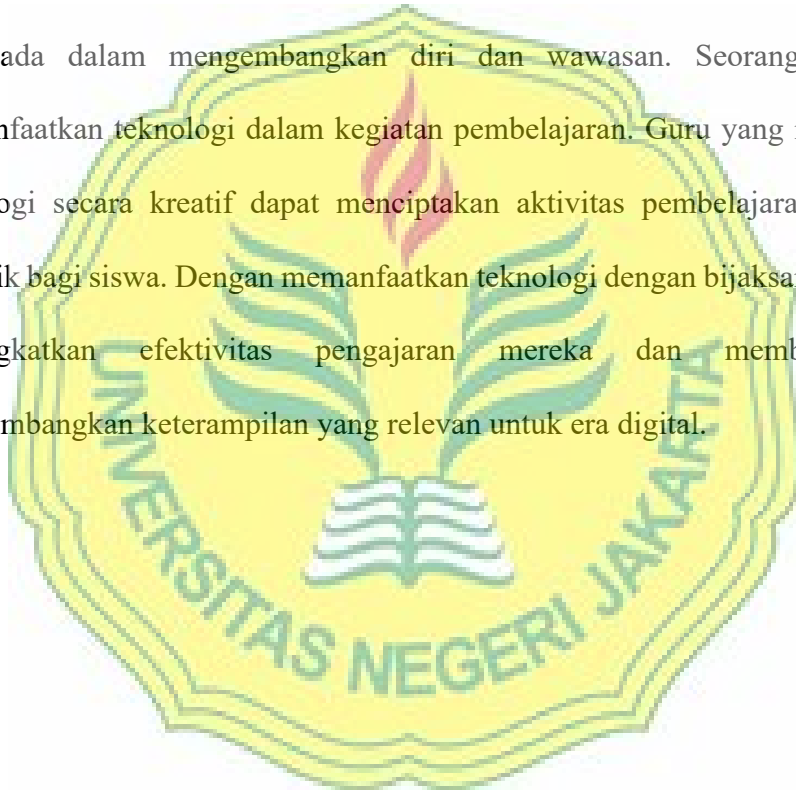 ada dalam mengembangkan diri dan wawasan. Seorang
nfaatkan teknologi dalam kegiatan pembelajaran. Guru yang
ogi secara kreatif dapat menciptakan aktivitas pembelajara
ik bagi siswa. Dengan memanfaatkan teknologi dengan bijaksa
gkatkan efektivitas pengajaran mereka dan memb
mbangkan keterampilan yang relevan untuk era digital.
UNIVERSITAS NEGERI JAKARTA